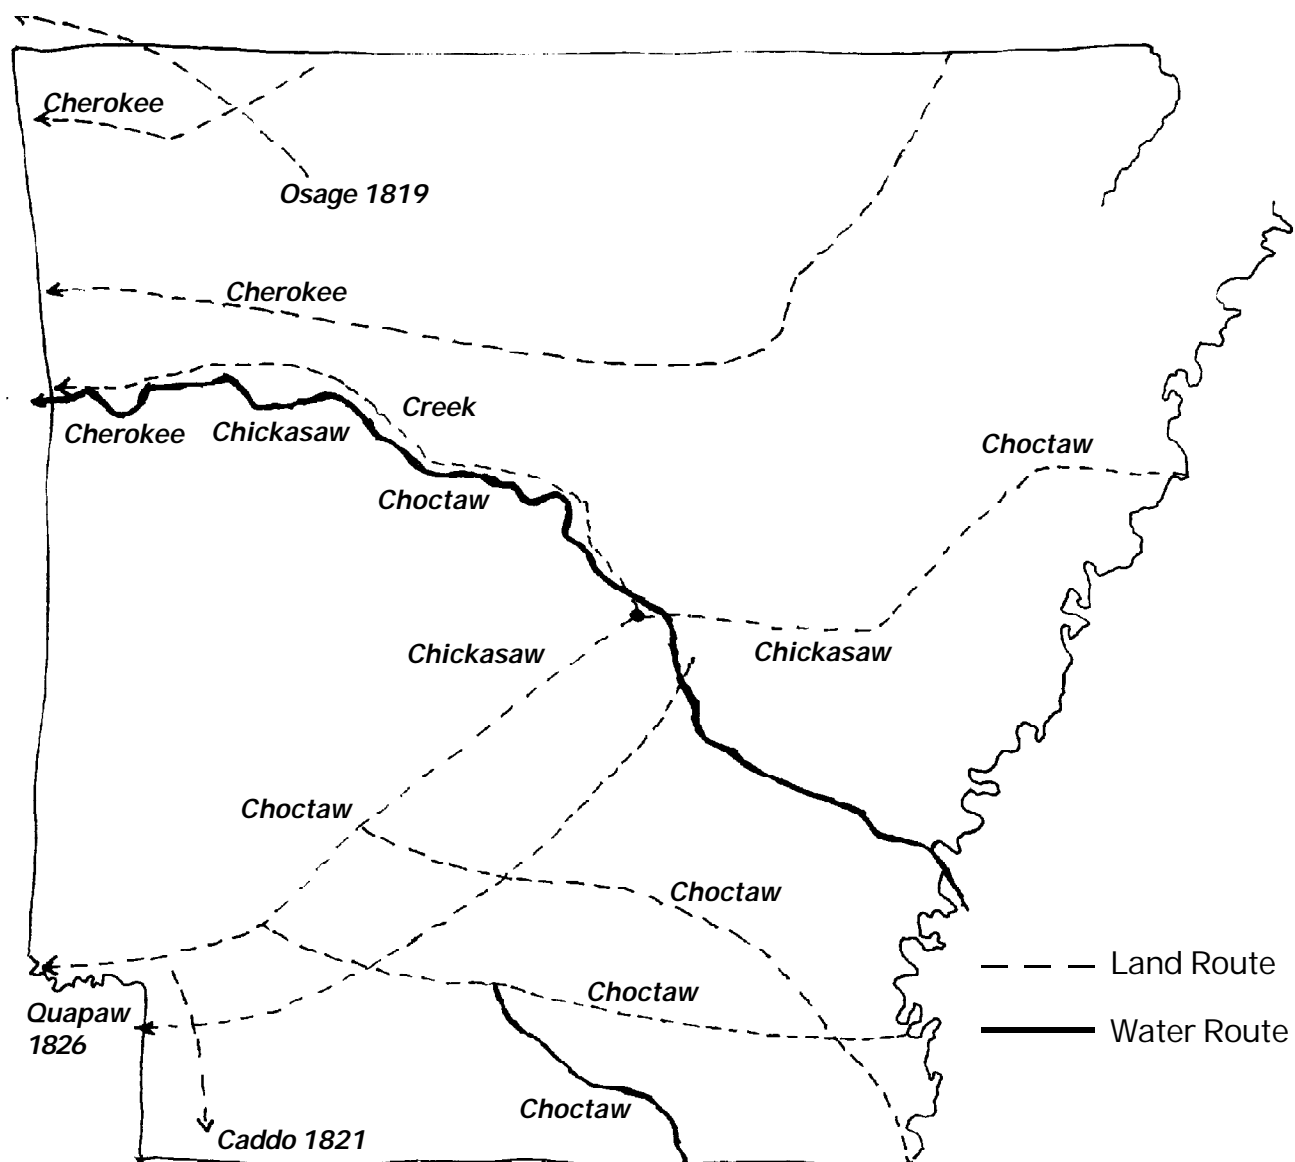 Cherokee
Osage 1819
Cherokee
Creek
Cherokee
Chickasaw
Choctaw
Choctaw
Chickasaw
Chickasaw
Choctaw
Choctaw
Land Route
Choctaw
Quapaw
1826
Water Route
Choctaw
Caddo 1821